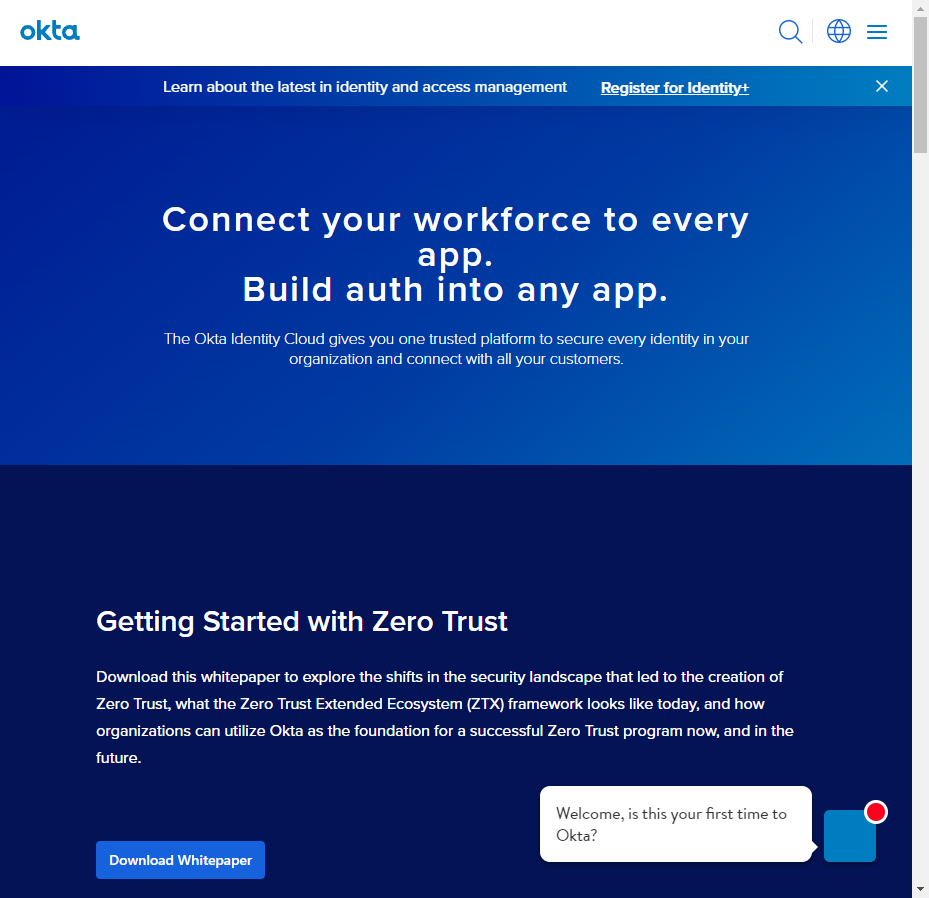 okta
Learn about the latest in identity and access management Register for Identity+
Connect your workforce to every
app.
Build auth into any app.
The Okta Identity Cloud gives you one trusted platform to secure every identity in your
organization and connect with all your customers.
Getting Started with Zero Trust
Download this whitepaper to explore the shifts in the security landscape that led to the creation of
Zero Trust, what the Zero Trust Extended Ecosystem (ZTX) framework looks like today, and how
organizations can utilize Okta as the foundation for a successful Zero Trust program now, and in the
future.
Welcome, is this your first time to
Okta?
Download Whitepaper